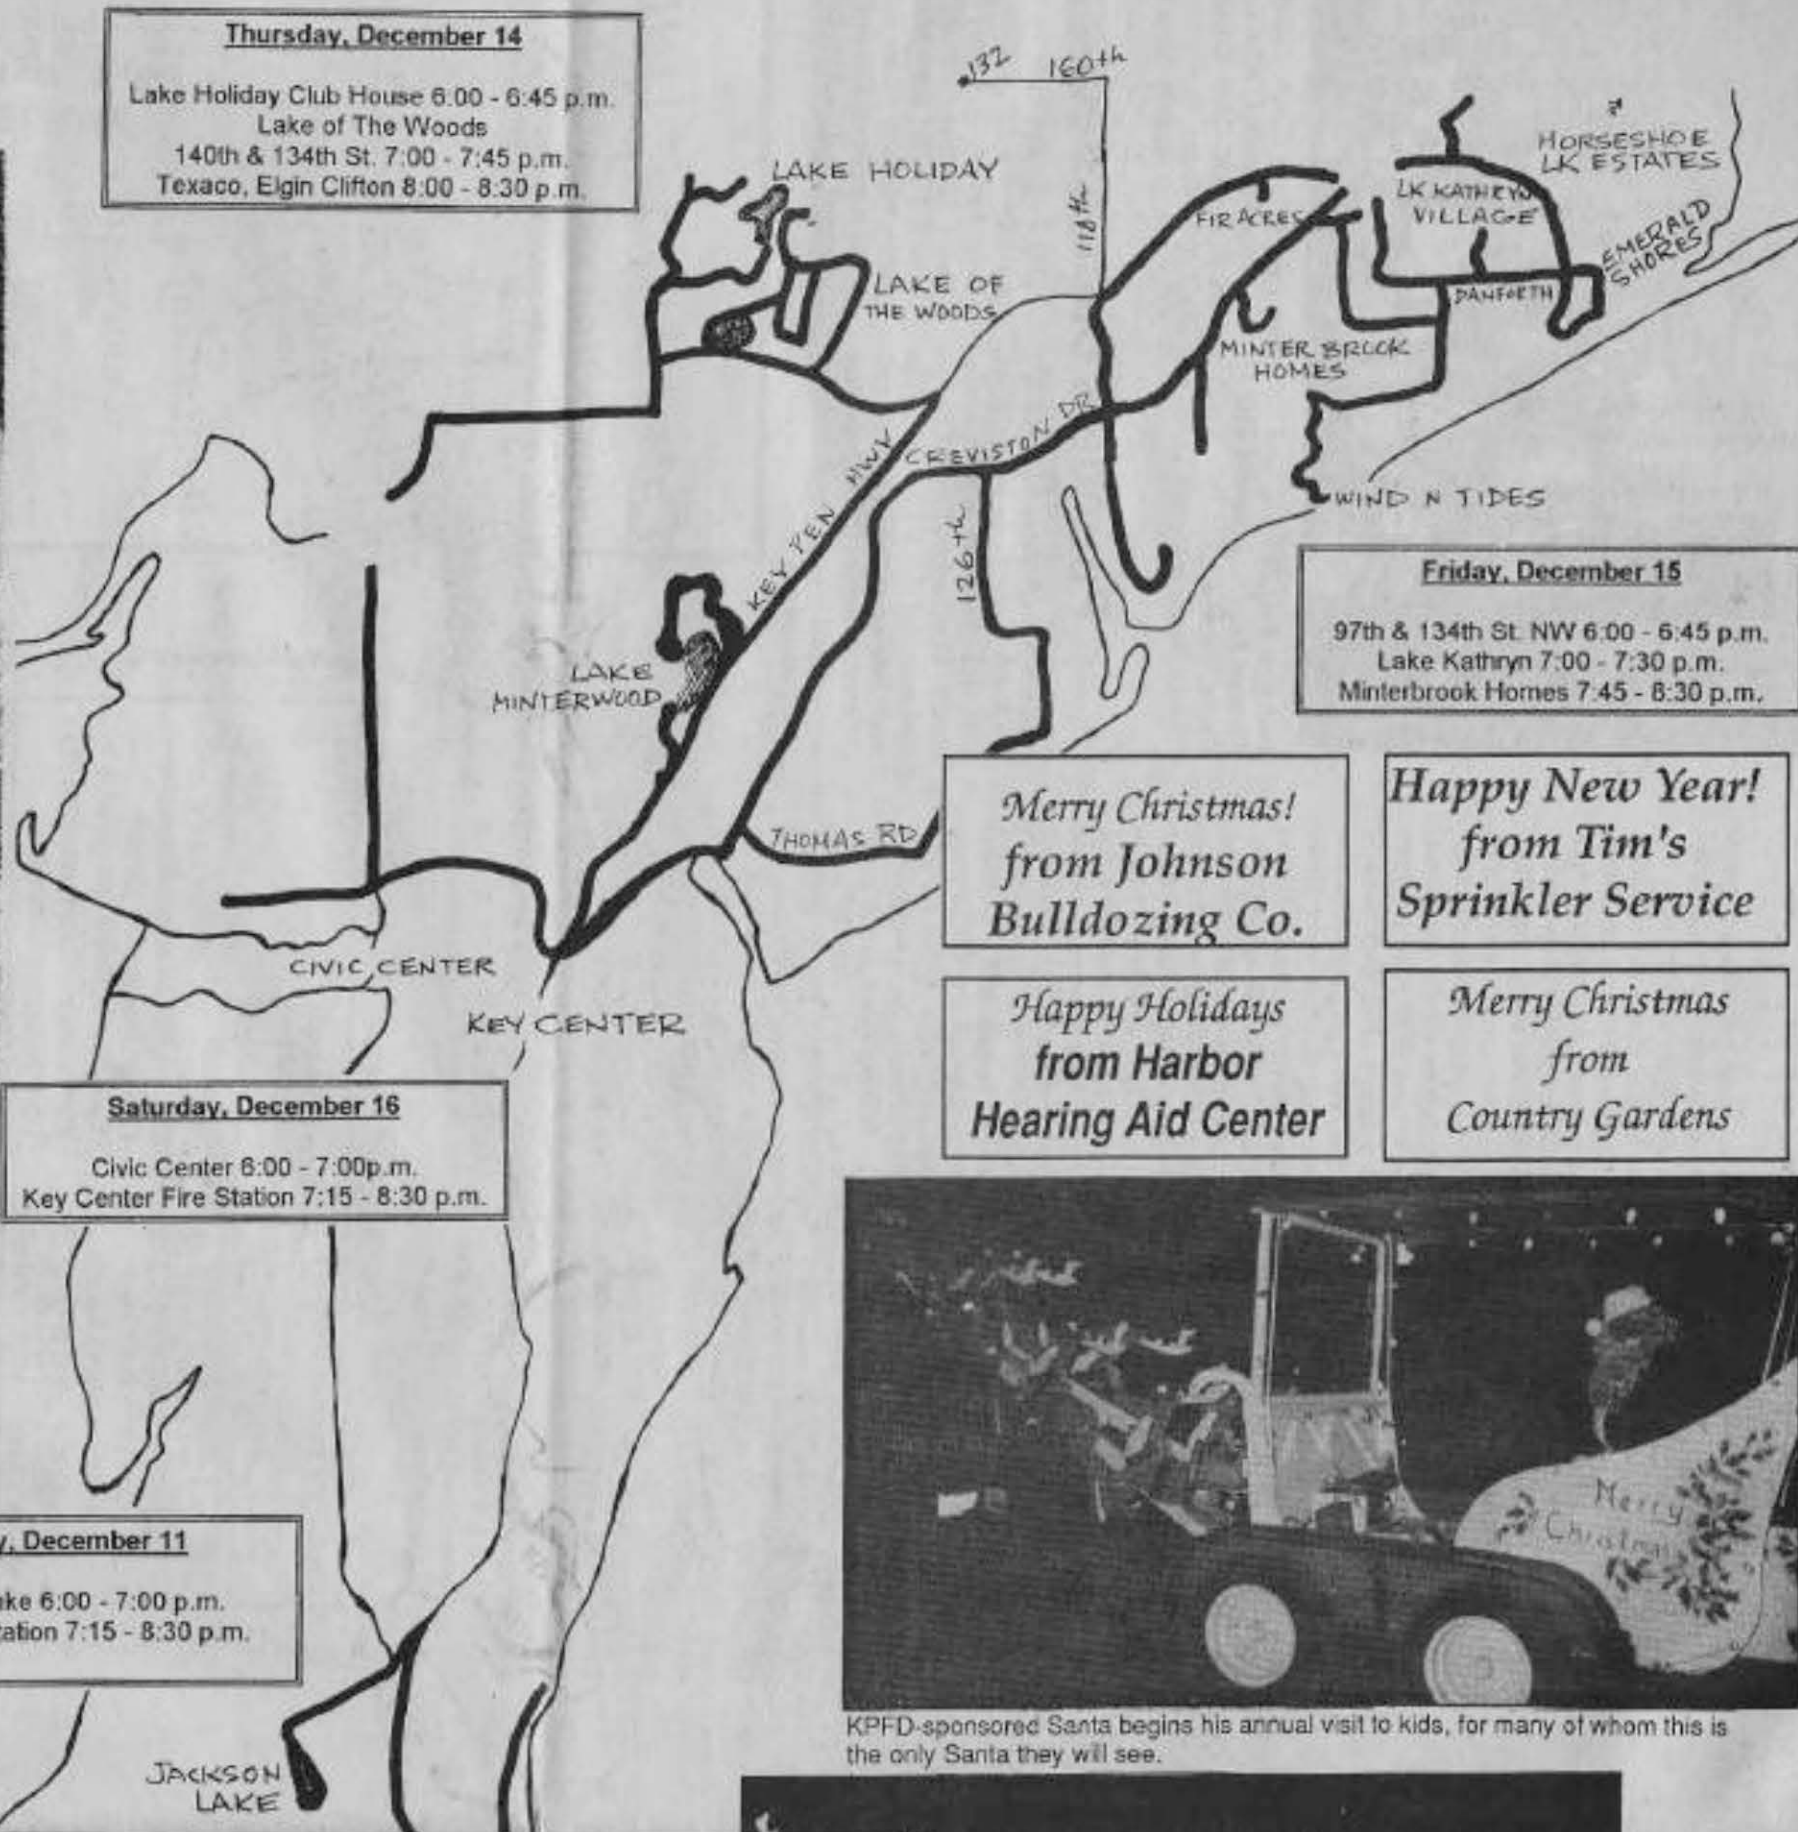 Thursday, December 14
Lake Holiday Club House 6:00 - 6:45 p.m.
Lake of The Woods
140th & 134th St. 7:00 - 7:45 p.m.
Texaco, Elgin Clifton 8:00 - 8:30 p.m.
132 160th
118th
LAKE HOLIDAY
LAKE OF
THE WOODS
HORSESHOE
LK ESTATES
LK KATHRYN
VILLAGE
FIR ACRES
EMERALD
SHORES
DANFORTH
MINTER BROOK
HOMES
CREVISTON DR
KEY PEN HWY
WIND N TIDES
126th
LAKE
MINTERWOOD
THOMAS RD
CIVIC CENTER
KEY CENTER
Friday, December 15
97th & 134th St. NW 6:00 - 6:45 p.m.
Lake Kathryn 7:00 - 7:30 p.m.
Minterbrook Homes 7:45 - 8:30 p.m.
Merry Christmas!
from Johnson
Bulldozing Co.
Happy New Year!
from Tim's
Sprinkler Service
Happy Holidays
from Harbor
Hearing Aid Center
Merry Christmas
from
Country Gardens
Saturday, December 16
Civic Center 6:00 - 7:00p.m.
Key Center Fire Station 7:15 - 8:30 p.m.
, December 11
6:00 - 7:00 p.m.
7:15 - 8:30 p.m.
JACKSON
LAKE
Merry
Christmas
KPFD-sponsored Santa begins his annual visit to kids, for many of whom this is
the only Santa they will see.